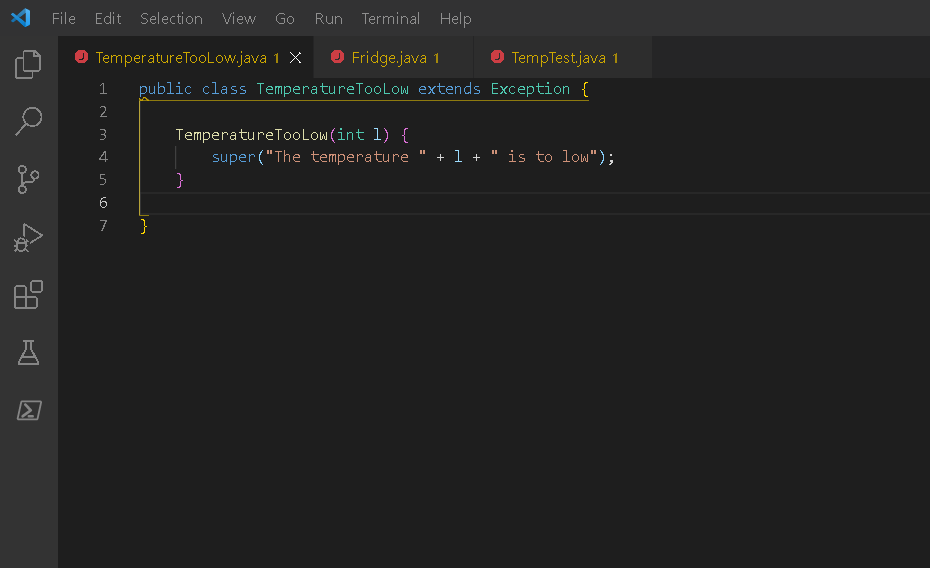 File Edit Selection View Go Run Terminal Help
TemperatureTooLow.java 1 Fridge.java 1 TempTest.java 1
1 public class TemperatureTooLow extends Exception {
2
3 TemperatureTooLow(int l) {
4 super("The temperature " + l + " is to low");
5 }
6
7 }